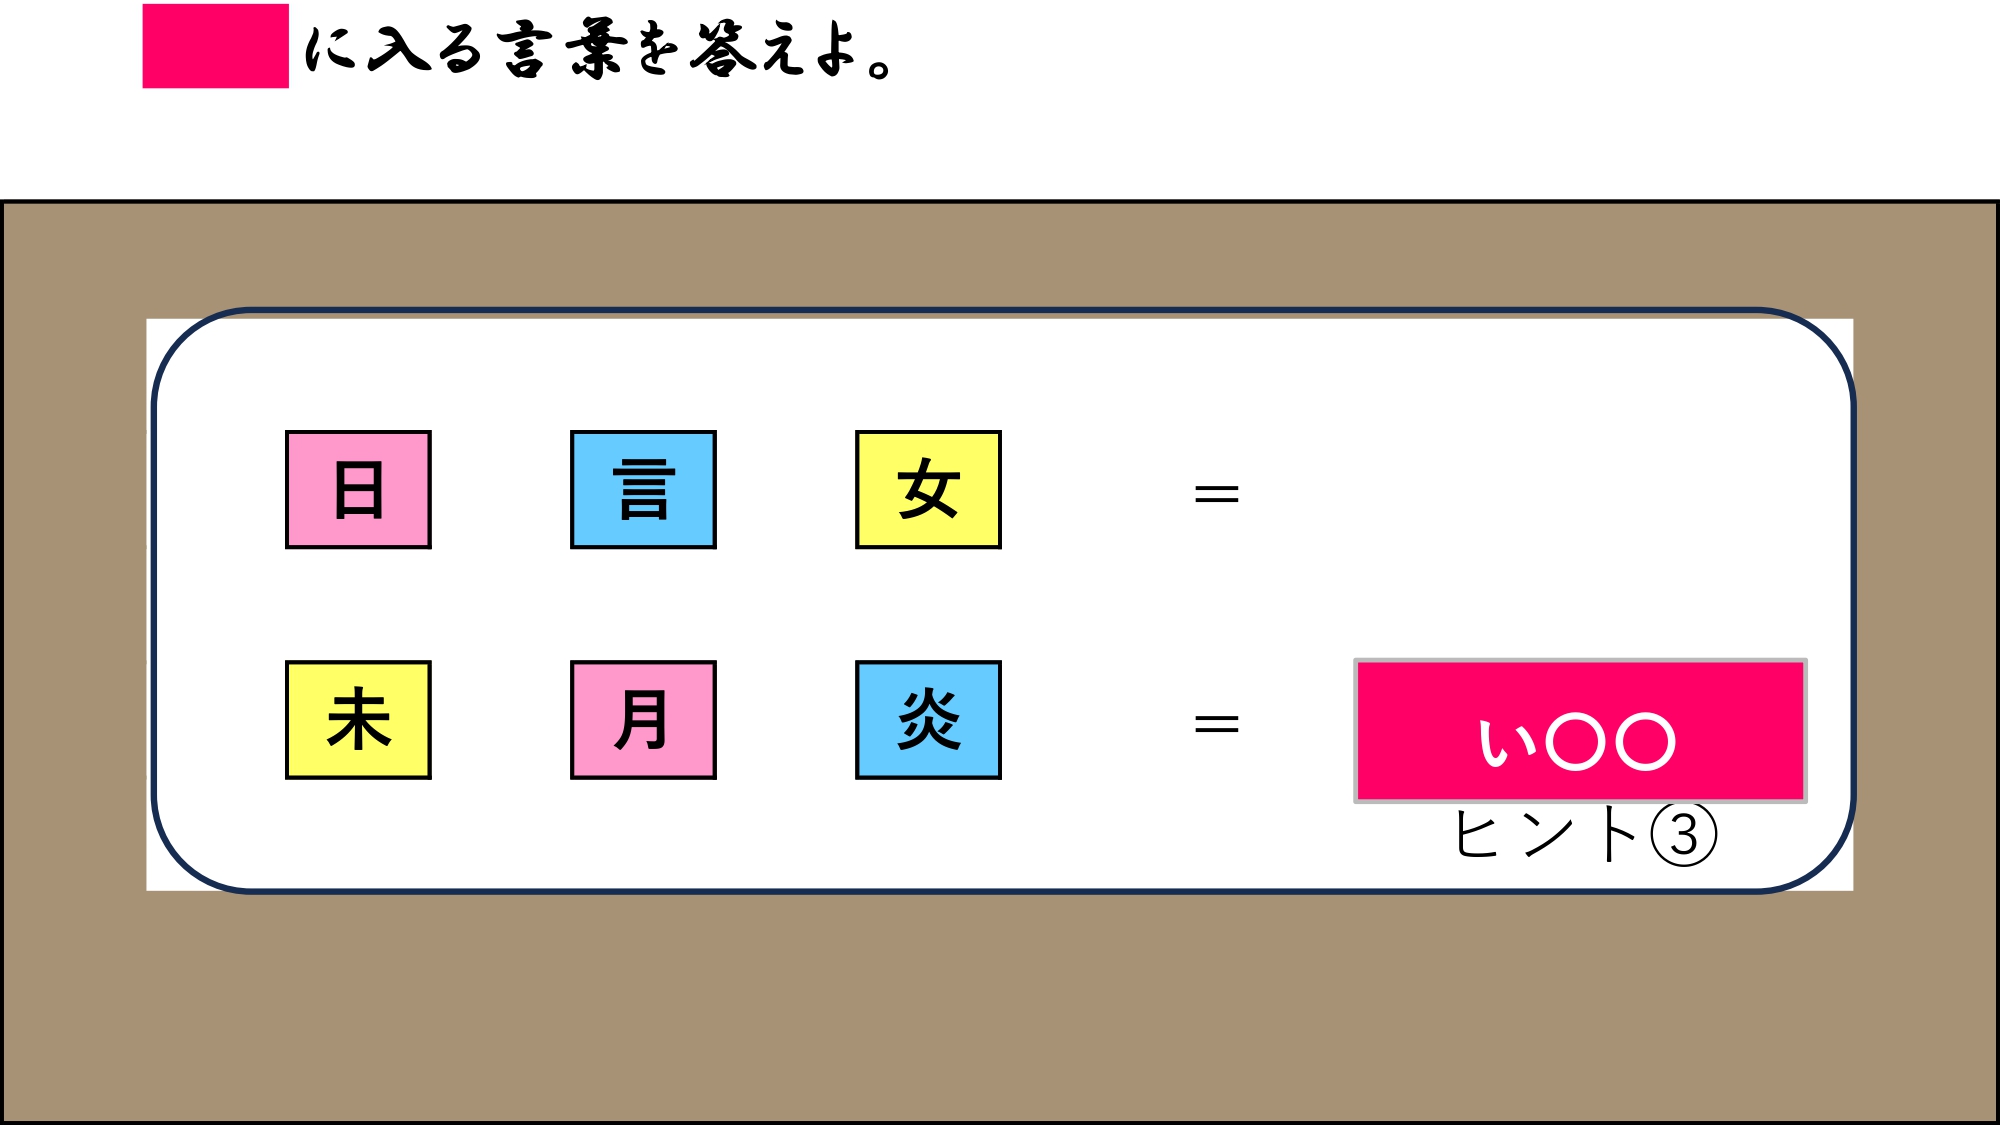 に入る言葉を答えよ。
日 言 女 =
未 月 炎 = い〇〇
ヒント③